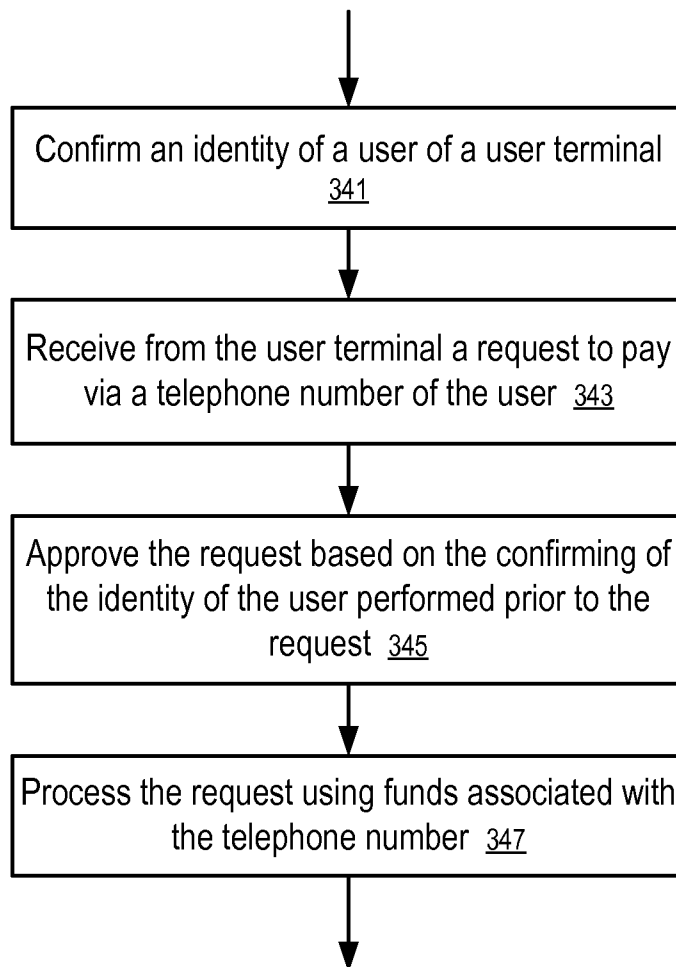 Confirm an identity of a user of a user terminal
341
Receive from the user terminal a request to pay
via a telephone number of the user 343
Approve the request based on the confirming of
the identity of the user performed prior to the
request 345
Process the request using funds associated with
the telephone number 347